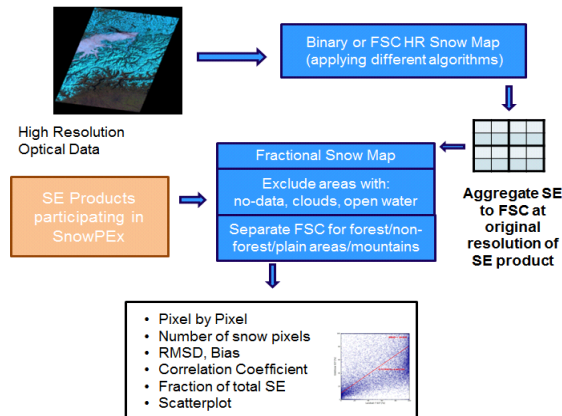 Binary or FSC HR Snow Map
(applying different algorithms)
High Resolution
Optical Data
Fractional Snow Map
Exclude areas with:
no-data, clouds, open water
Separate FSC for forest/non-
forest/plain areas/mountains
SE Products
participating in
SnowPEx
Aggregate SE
to FSC at
original
resolution of
SE product
• Pixel by Pixel
• Number of snow pixels
• RMSD, Bias
• Correlation Coefficient
• Fraction of total SE
• Scatterplot